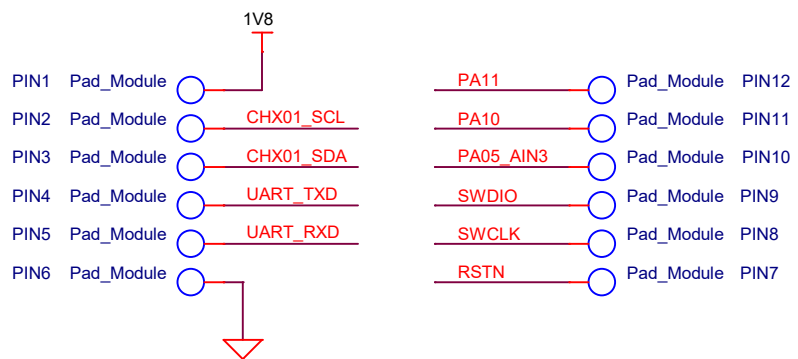 1V8
PIN1 Pad_Module PA11 Pad_Module PIN12
PIN2 Pad_Module CHX01_SCL PA10 Pad_Module PIN11
PIN3 Pad_Module CHX01_SDA PA05_AIN3 Pad_Module PIN10
PIN4 Pad_Module UART_TXD SWDIO Pad_Module PIN9
PIN5 Pad_Module UART_RXD SWCLK Pad_Module PIN8
PIN6 Pad_Module RSTN Pad_Module PIN7